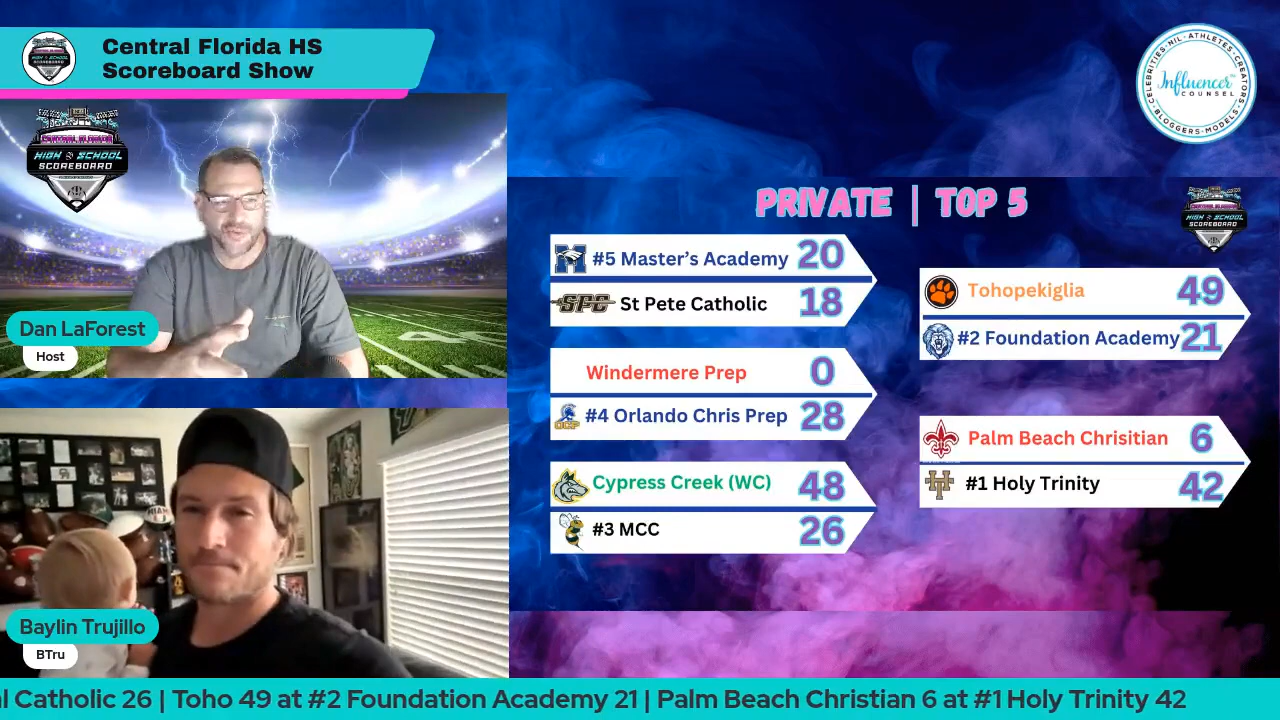 Central Florida HS
Scoreboard Show
CELEBRITIES · NIL · ATHLETES · CREATORS · MODELS · BLOGGERS
Influencer
COUNSEL
HIGH SCHOOL
SCOREBOARD
Dan LaForest
Host
PRIVATE | TOP 5
HIGH SCHOOL
SCOREBOARD
#5 Master's Academy 20
SPC St Pete Catholic 18
Windermere Prep 0
OCP #4 Orlando Chris Prep 28
Cypress Creek (WC) 48
#3 MCC 26
Tohopekiglia 49
#2 Foundation Academy 21
Palm Beach Chrisitian 6
#1 Holy Trinity 42
Baylin Trujillo
BTru
l Catholic 26 | Toho 49 at #2 Foundation Academy 21 | Palm Beach Christian 6 at #1 Holy Trinity 42